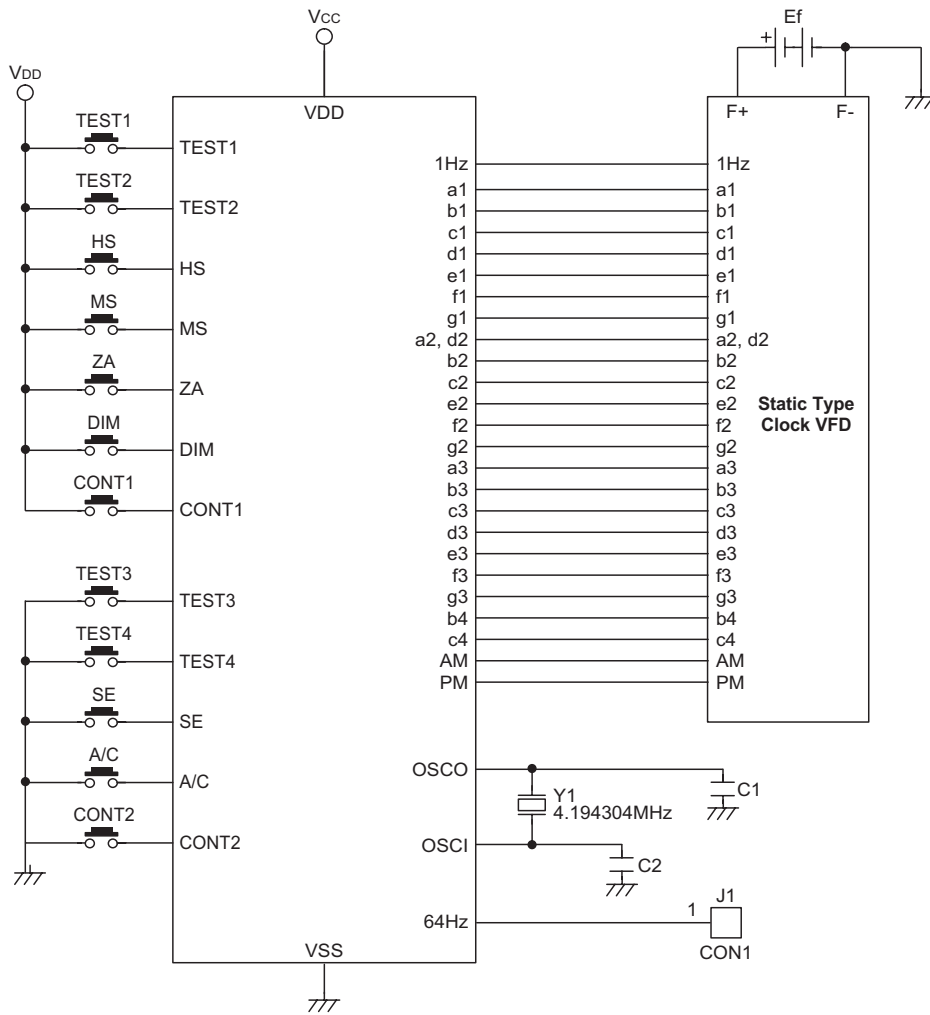 VCC
VDD
VDD
TEST1
TEST1
TEST2
TEST2
HS
HS
MS
MS
ZA
ZA
DIM
DIM
CONT1
CONT1
TEST3
TEST3
TEST4
TEST4
SE
SE
A/C
A/C
CONT2
CONT2
VSS
1Hz
a1
b1
c1
d1
e1
f1
g1
a2, d2
b2
c2
e2
f2
g2
a3
b3
c3
d3
e3
f3
g3
b4
c4
AM
PM
OSCO
OSCI
64Hz
Ef
+
F+ F-
1Hz
a1
b1
c1
d1
e1
f1
g1
a2, d2
b2
c2
e2
f2
g2
a3
b3
c3
d3
e3
f3
g3
b4
c4
AM
PM
Static Type
Clock VFD
Y1
4.194304MHz
C1
C2
1
J1
CON1